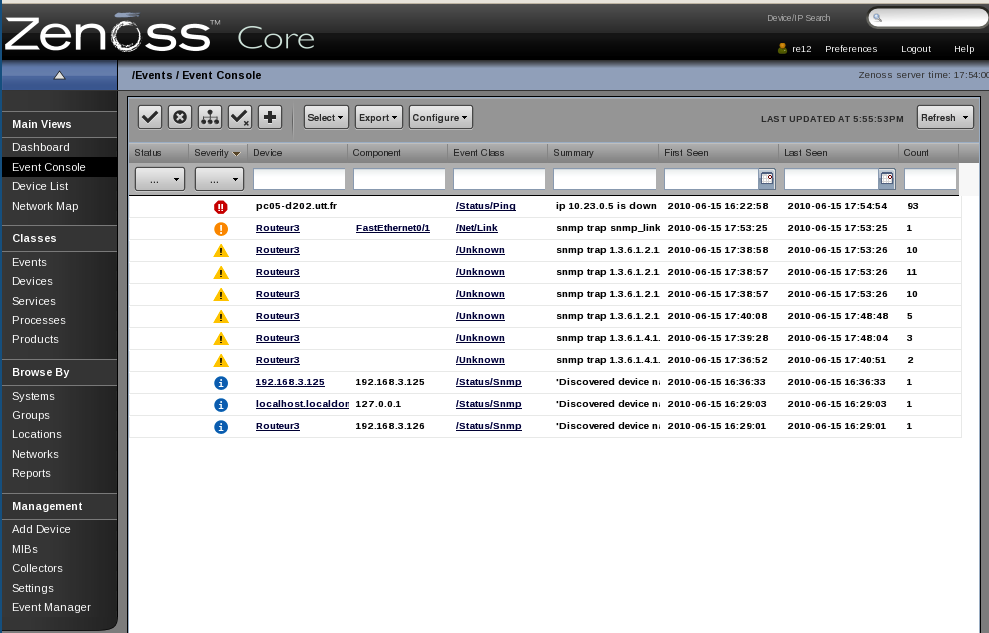 Zenoss™ Core
Device/IP Search
re12 Preferences Logout Help
/Events / Event Console
Zenoss server time: 17:54:00
Main Views
Dashboard
Event Console
Device List
Network Map
Classes
Events
Devices
Services
Processes
Products
Browse By
Systems
Groups
Locations
Networks
Reports
Management
Add Device
MIBs
Collectors
Settings
Event Manager
Select Export Configure LAST UPDATED AT 5:55:53PM Refresh
Status Severity Device Component Event Class Summary First Seen Last Seen Count
... ...
pc05-d202.utt.fr /Status/Ping ip 10.23.0.5 is down 2010-06-15 16:22:58 2010-06-15 17:54:54 93
Routeur3 FastEthernet0/1 /Net/Link snmp trap snmp_link 2010-06-15 17:53:25 2010-06-15 17:53:25 1
Routeur3 /Unknown snmp trap 1.3.6.1.2.1 2010-06-15 17:38:58 2010-06-15 17:53:26 10
Routeur3 /Unknown snmp trap 1.3.6.1.2.1 2010-06-15 17:38:57 2010-06-15 17:53:26 11
Routeur3 /Unknown snmp trap 1.3.6.1.2.1 2010-06-15 17:38:57 2010-06-15 17:53:26 10
Routeur3 /Unknown snmp trap 1.3.6.1.2.1 2010-06-15 17:40:08 2010-06-15 17:48:48 5
Routeur3 /Unknown snmp trap 1.3.6.1.4.1. 2010-06-15 17:39:28 2010-06-15 17:48:04 3
Routeur3 /Unknown snmp trap 1.3.6.1.4.1. 2010-06-15 17:36:52 2010-06-15 17:40:51 2
192.168.3.125 192.168.3.125 /Status/Snmp 'Discovered device n 2010-06-15 16:36:33 2010-06-15 16:36:33 1
localhost.localdom 127.0.0.1 /Status/Snmp 'Discovered device n 2010-06-15 16:29:03 2010-06-15 16:29:03 1
Routeur3 192.168.3.126 /Status/Snmp 'Discovered device n 2010-06-15 16:29:01 2010-06-15 16:29:01 1